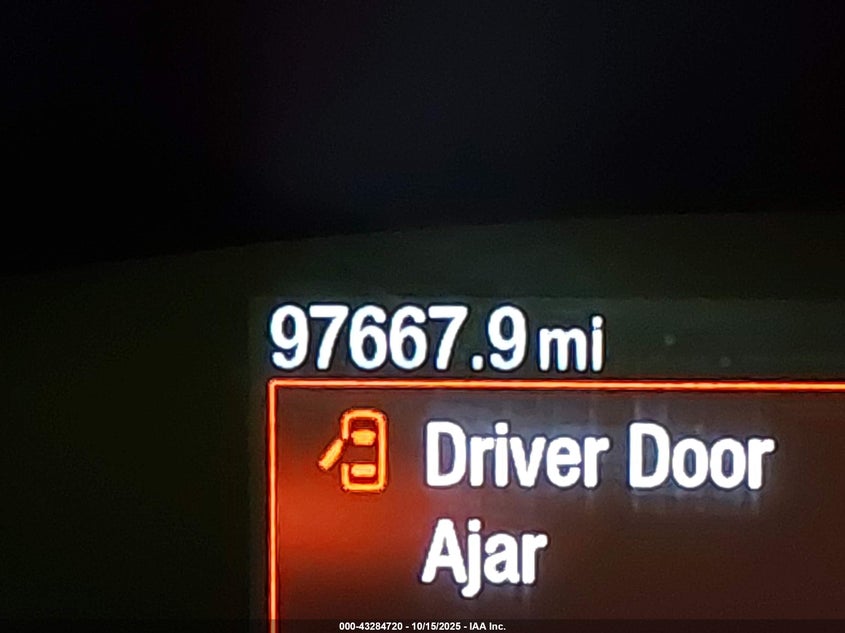 97667.9 mi
Driver Door
Ajar
000-43284720 - 10/15/2025 - IAA Inc.